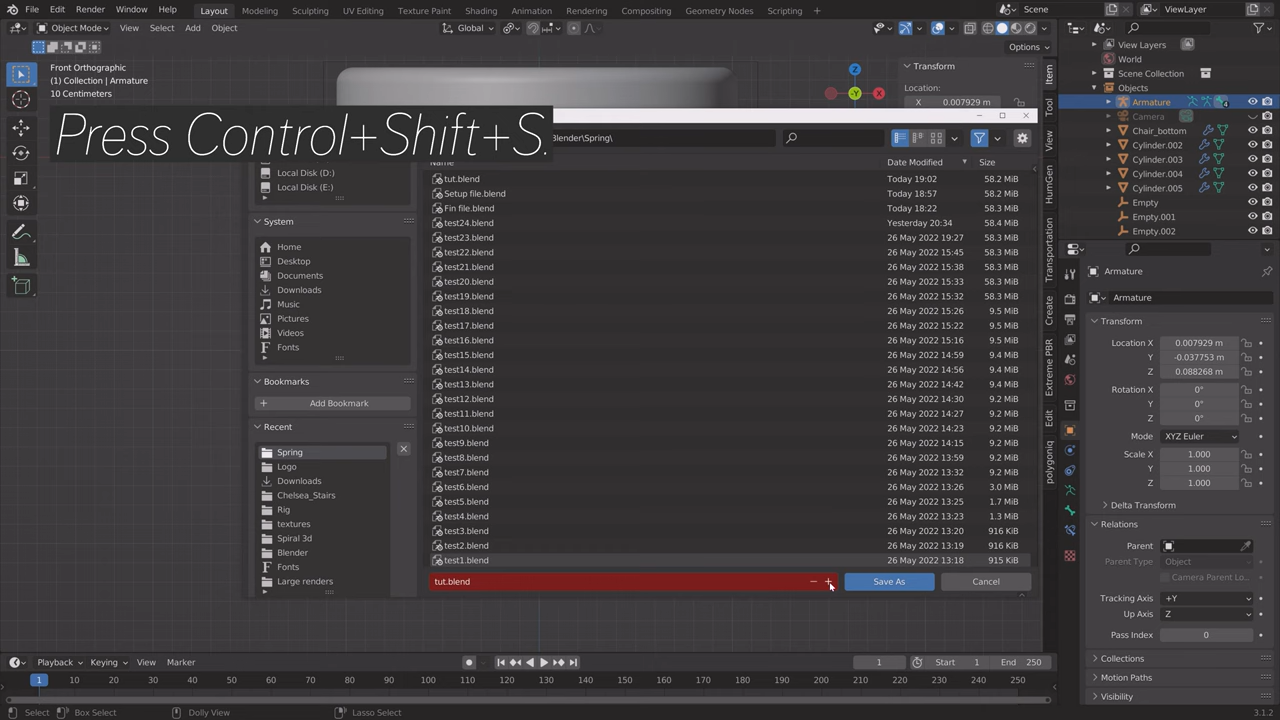 File Edit Render Window Help Layout Modeling Sculpting UV Editing Texture Paint Shading Animation Rendering Compositing Geometry Nodes Scripting Scene ViewLayer
Object Mode View Select Add Object Global
Options
Front Orthographic
(1) Collection | Armature
10 Centimeters
Press Control+Shift+S.
Transform
Location:
X 0.007929 m
Item
Tool
View
HumGen
Transportation
Create
Extreme PBR
Edit
polygoniq
View Layers
World
Scene Collection
Objects
Armature 4
Camera
Chair_bottom
Cylinder.002
Cylinder.003
Cylinder.004
Cylinder.005
Empty
Empty.001
Empty.002
Blender\Spring\
Name Date Modified Size
tut.blend Today 19:02 58.2 MiB
Setup file.blend Today 18:57 58.2 MiB
Fin file.blend Today 18:22 58.3 MiB
test24.blend Yesterday 20:34 58.4 MiB
test23.blend 26 May 2022 19:27 58.3 MiB
test22.blend 26 May 2022 15:45 58.3 MiB
test21.blend 26 May 2022 15:38 58.3 MiB
test20.blend 26 May 2022 15:33 58.3 MiB
test19.blend 26 May 2022 15:32 58.3 MiB
test18.blend 26 May 2022 15:26 9.5 MiB
test17.blend 26 May 2022 15:22 9.5 MiB
test16.blend 26 May 2022 15:16 9.5 MiB
test15.blend 26 May 2022 14:59 9.4 MiB
test14.blend 26 May 2022 14:56 9.4 MiB
test13.blend 26 May 2022 14:42 9.4 MiB
test12.blend 26 May 2022 14:30 9.2 MiB
test11.blend 26 May 2022 14:27 9.2 MiB
test10.blend 26 May 2022 14:23 9.2 MiB
test9.blend 26 May 2022 14:15 9.2 MiB
test8.blend 26 May 2022 13:59 9.2 MiB
test7.blend 26 May 2022 13:32 9.2 MiB
test6.blend 26 May 2022 13:26 3.0 MiB
test5.blend 26 May 2022 13:25 1.7 MiB
test4.blend 26 May 2022 13:23 1.3 MiB
test3.blend 26 May 2022 13:20 916 KiB
test2.blend 26 May 2022 13:19 916 KiB
test1.blend 26 May 2022 13:18 915 KiB
tut.blend Save As Cancel
Local Disk (D:)
Local Disk (E:)
System
Home
Desktop
Documents
Downloads
Music
Pictures
Videos
Fonts
Bookmarks
Add Bookmark
Recent
Spring
Logo
Downloads
Chelsea_Stairs
Rig
textures
Spiral 3d
Blender
Fonts
Large renders
Armature
Armature
Transform
Location X 0.007929 m
Y -0.037753 m
Z 0.088268 m
Rotation X 0°
Y 0°
Z 0°
Mode XYZ Euler
Scale X 1.000
Y 1.000
Z 1.000
Delta Transform
Relations
Parent
Parent Type Object
Camera Parent Lo...
Tracking Axis +Y
Up Axis Z
Pass Index 0
Collections
Motion Paths
Visibility
Playback Keying View Marker 1 Start 1 End 250
1 10 20 30 40 50 60 70 80 90 100 110 120 130 140 150 160 170 180 190 200 210 220 230 240 250
Select Box Select Dolly View Lasso Select 3.1.2